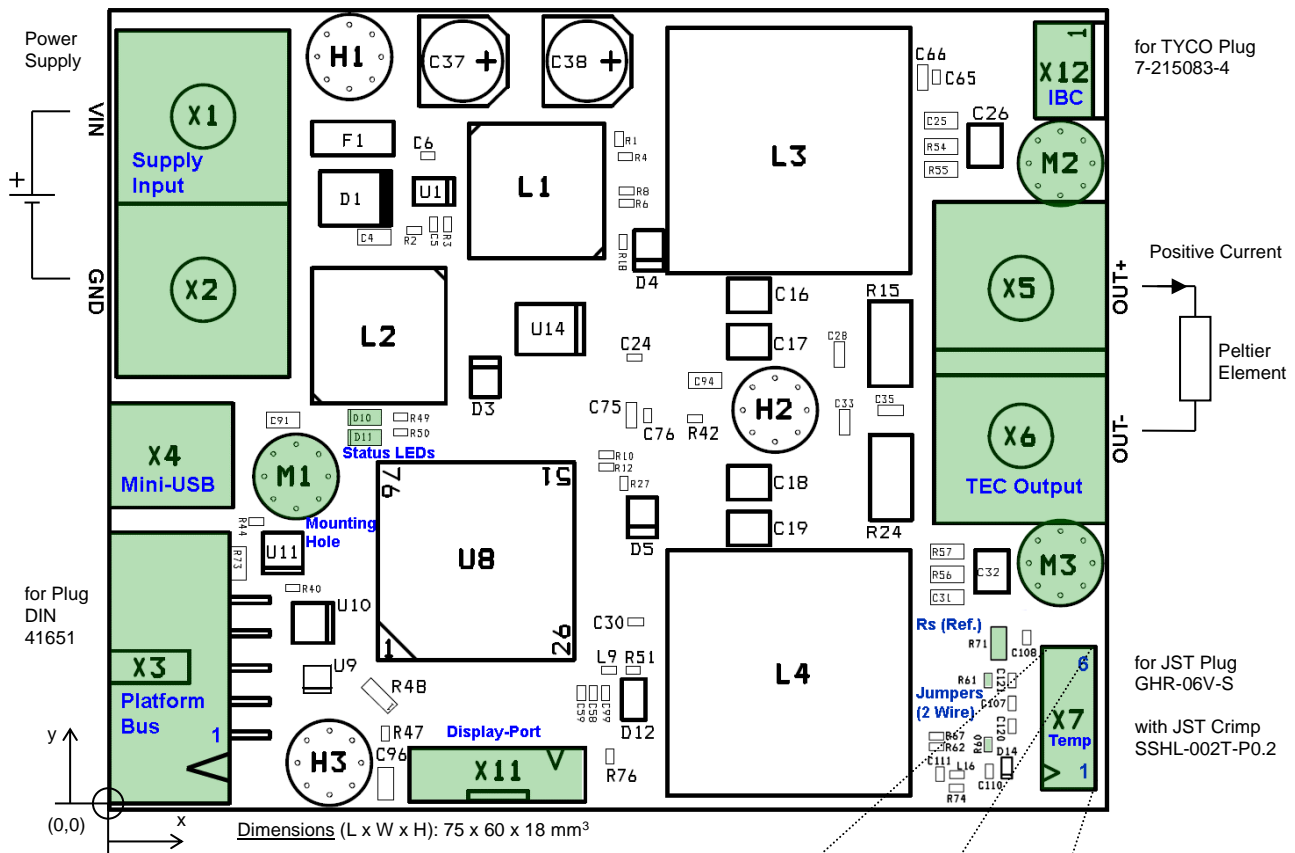 Power
Supply
VIN
+
GND
X1
Supply
Input
X2
H1
C37 +
C38 +
F1
C6
D1
U1
C4
R2
C5
R3
L1
R1
R4
R8
R6
R18
D4
L2
U14
D3
L3
C66
C65
C25
R54
R55
C26
1
X12
IBC
M2
for TYCO Plug
7-215083-4
X5
OUT+
Positive Current
Peltier
Element
X6
OUT-
TEC Output
C16
C17
R15
C24
C28
C94
C75
C76
R42
H2
C33
C35
C18
C19
R24
X4
Mini-USB
C91
D10
R49
D11
R50
Status LEDs
M1
Mounting
Hole
R44
R73
U11
R40
U10
U9
76
51
U8
1
26
R10
R12
R27
D5
C30
L9
R51
C59
C58
C99
D12
R76
for Plug
DIN
41651
X3
Platform
Bus
1
R48
H3
R47
C96
Display-Port
X11
L4
R57
R56
C31
C32
M3
Rs (Ref.)
R71
C108
R61
C121
C107
Jumpers
(2 Wire)
C120
R67
R62
R60
D14
C111
L16
C110
R74
6
X7
Temp
1
for JST Plug
GHR-06V-S
with JST Crimp
SSHL-002T-P0.2
y
x
(0,0)
Dimensions (L x W x H): 75 x 60 x 18 mm³